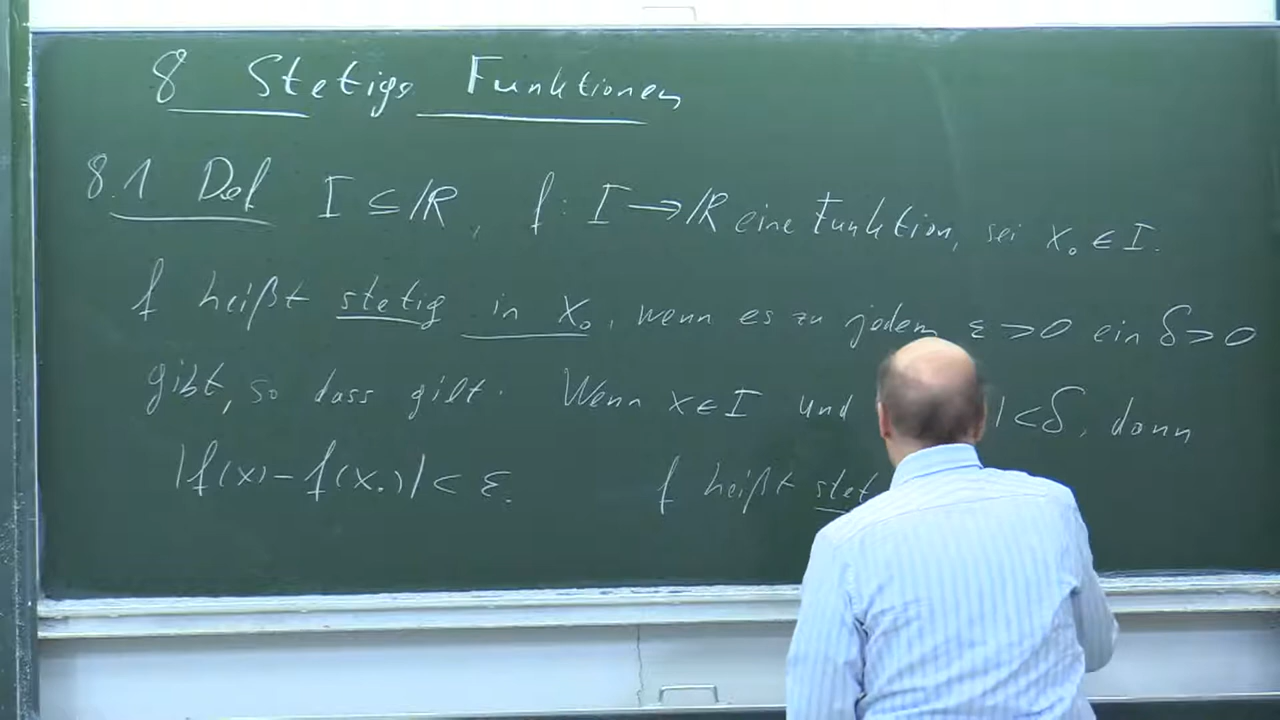 8 Stetige Funktionen
8.1 Def I ⊆ ℝ, f: I → ℝ eine Funktion, sei x₀ ∈ I.
f heißt stetig in x₀, wenn es zu jedem ε > 0 ein δ > 0
gibt, so dass gilt: Wenn x ∈ I und | < δ, dann
|f(x) - f(x₀)| < ε. f heißt stet